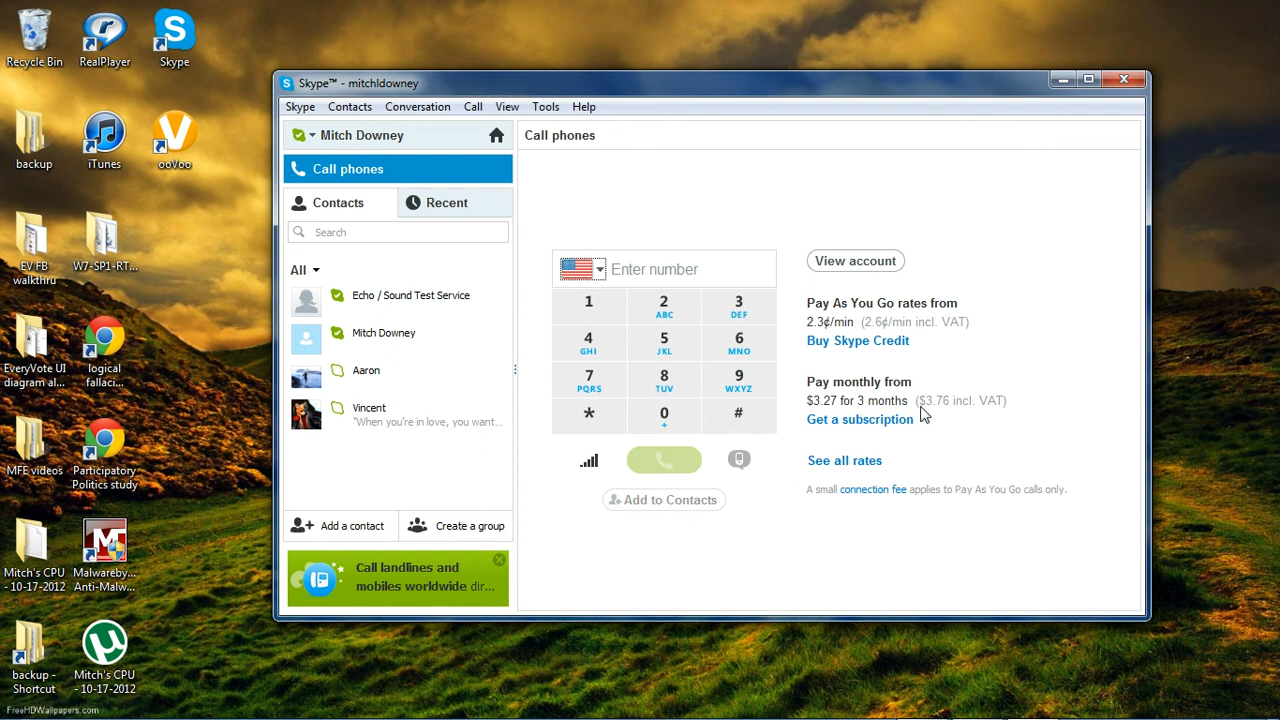 Recycle Bin
RealPlayer
Skype
backup
iTunes
ooVoo
EV FB
walkthru
W7-SP1-RT...
EveryVote UI
diagram al...
logical
fallaci...
MFE videos
Participatory
Politics study
Mitch's CPU
- 10-17-2012
Malwareby...
Anti-Malw...
backup -
Shortcut
Mitch's CPU
- 10-17-2012
FreeHDWallpapers.com
Skype™ - mitchldowney
Skype Contacts Conversation Call View Tools Help
Mitch Downey
Call phones
Contacts
Recent
Search
All
Echo / Sound Test Service
Mitch Downey
Aaron
Vincent
"When you're in love, you want...
Add a contact
Create a group
Call landlines and
mobiles worldwide dir...
Call phones
Enter number
1 2 3
ABC DEF
4 5 6
GHI JKL MNO
7 8 9
PQRS TUV WXYZ
* 0 #
+
Add to Contacts
View account
Pay As You Go rates from
2.3¢/min (2.6¢/min incl. VAT)
Buy Skype Credit
Pay monthly from
$3.27 for 3 months ($3.76 incl. VAT)
Get a subscription
See all rates
A small connection fee applies to Pay As You Go calls only.